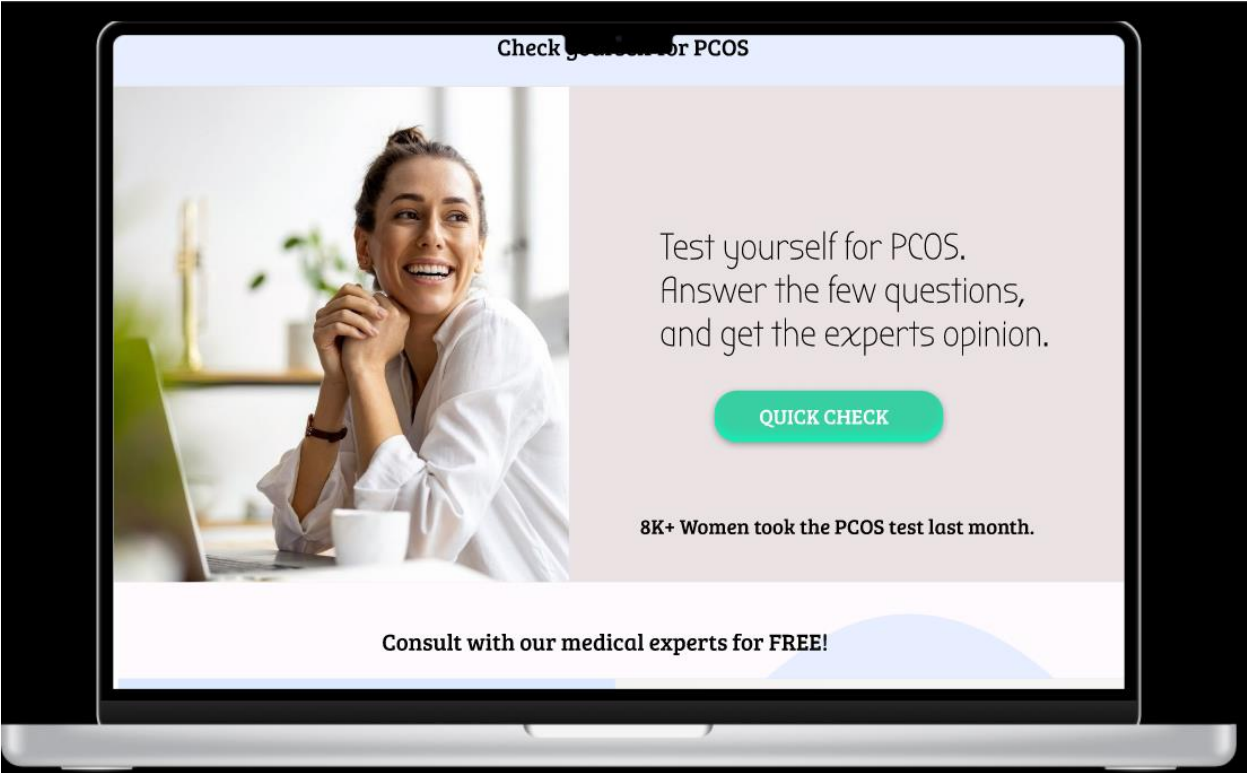 Check yourself for PCOS
Test yourself for PCOS.
Answer the few questions,
and get the experts opinion.
QUICK CHECK
8K+ Women took the PCOS test last month.
Consult with our medical experts for FREE!